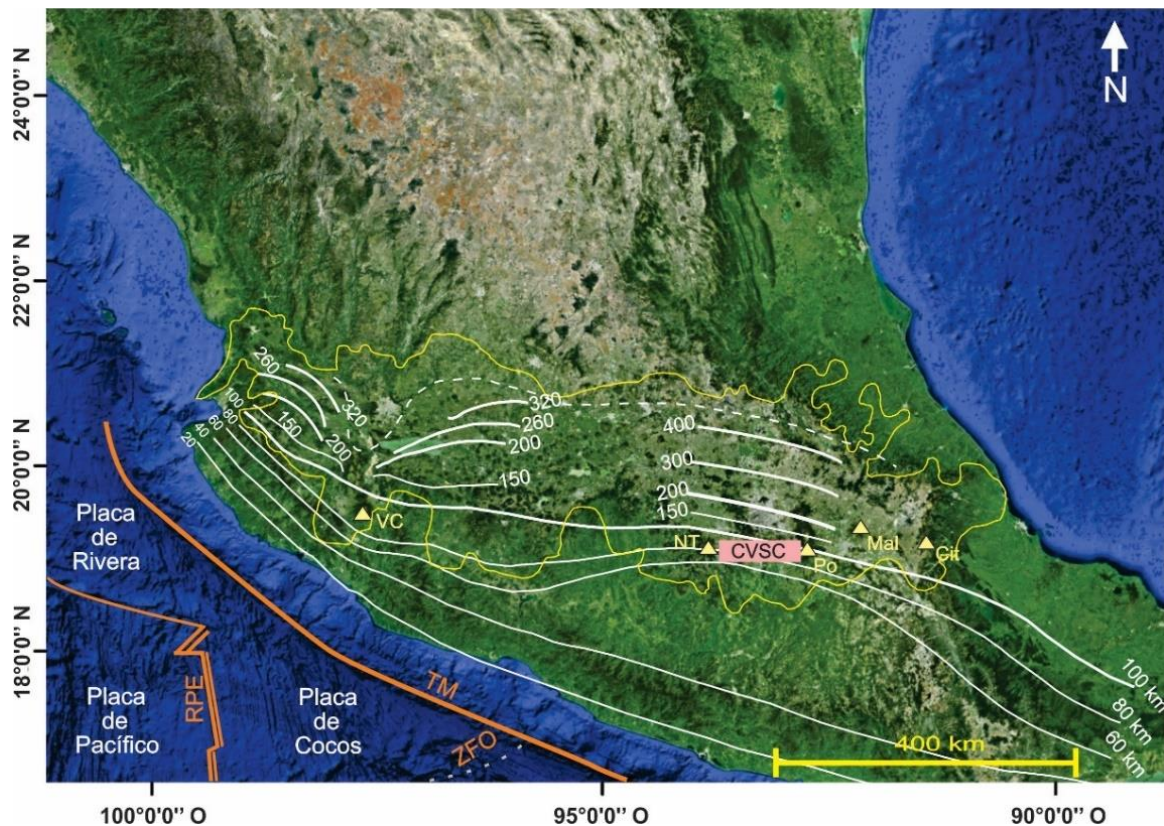 24°0'0'' N
22°0'0'' N
20°0'0'' N
18°0'0'' N
N
260
320
100
80
60
40
20
150
200
320
260
200
150
400
300
200
150
VC
NT
CVSC
Po
Mal
Cit
Placa
de
Rivera
Placa
de
Pacífico
RPE
Placa
de
Cocos
TM
ZFO
100 km
80 km
60 km
400 km
100°0'0'' O
95°0'0'' O
90°0'0'' O